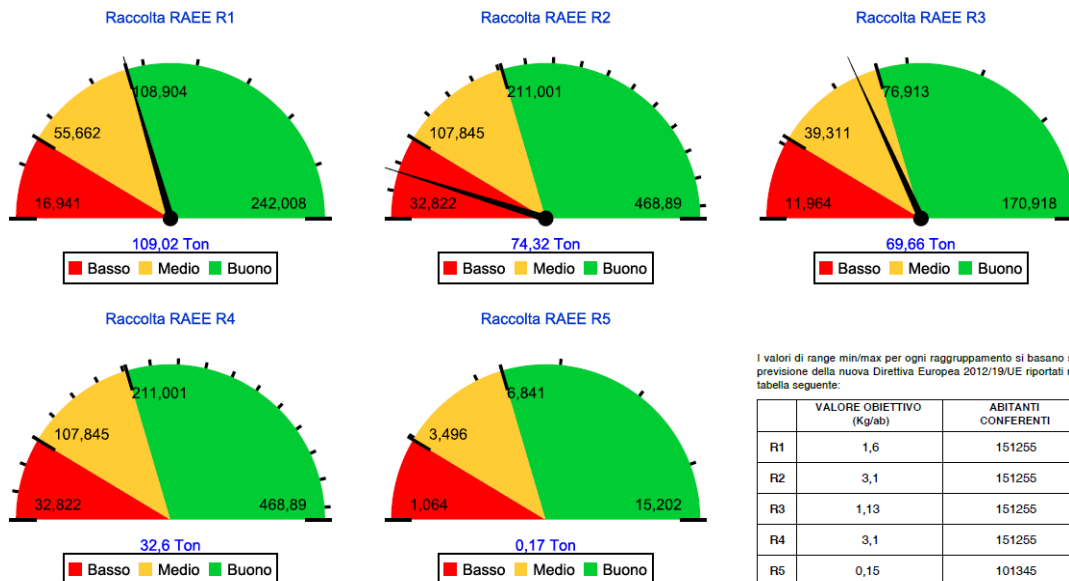 Raccolta RAEE R1
108,904
55,662
16,941
242,008
109,02 Ton
Basso Medio Buono
Raccolta RAEE R2
211,001
107,845
32,822
468,89
74,32 Ton
Basso Medio Buono
Raccolta RAEE R3
76,913
39,311
11,964
170,918
69,66 Ton
Basso Medio Buono
Raccolta RAEE R4
211,001
107,845
32,822
468,89
32,6 Ton
Basso Medio Buono
Raccolta RAEE R5
6,841
3,496
1,064
15,202
0,17 Ton
Basso Medio Buono
I valori di range min/max per ogni raggruppamento si basano
previsione della nuova Direttiva Europea 2012/19/UE riportati
tabella seguente:
VALORE OBIETTIVO ABITANTI
(Kg/ab) CONFERENTI
R1 1,6 151255
R2 3,1 151255
R3 1,13 151255
R4 3,1 151255
R5 0,15 101345